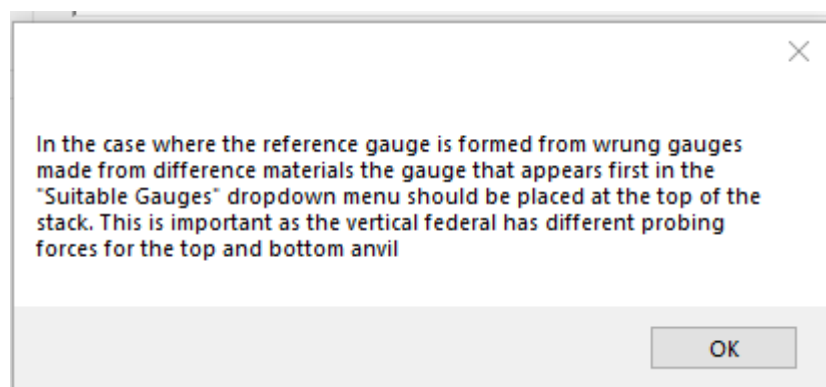 In the case where the reference gauge is formed from wrung gauges
made from difference materials the gauge that appears first in the
"Suitable Gauges" dropdown menu should be placed at the top of the
stack. This is important as the vertical federal has different probing
forces for the top and bottom anvil
OK